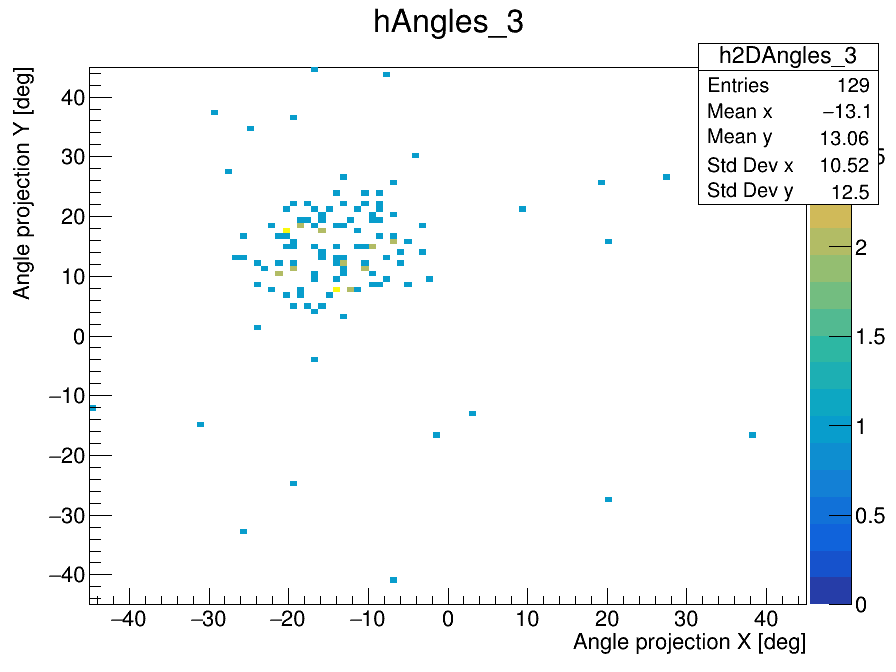 hAngles_3
h2DAngles_3
Entries 129
Mean x −13.1
Mean y 13.06
Std Dev x 10.52
Std Dev y 12.5
Angle projection Y [deg]
40
30
20
10
0
−10
−20
−30
−40
5
2
1.5
1
0.5
0
−40 −30 −20 −10 0 10 20 30 40
Angle projection X [deg]